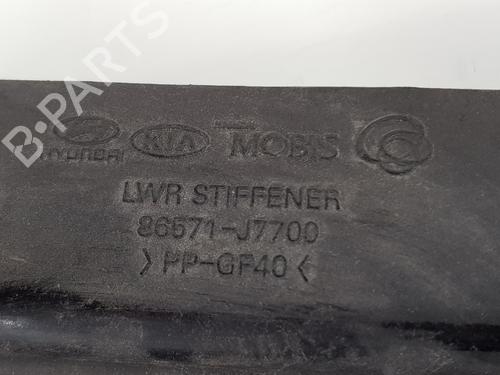 HYUNDAI KIA MOBIS
LWR STIFFENER
86571-J7700
>PP-GF40<
B-PARTS